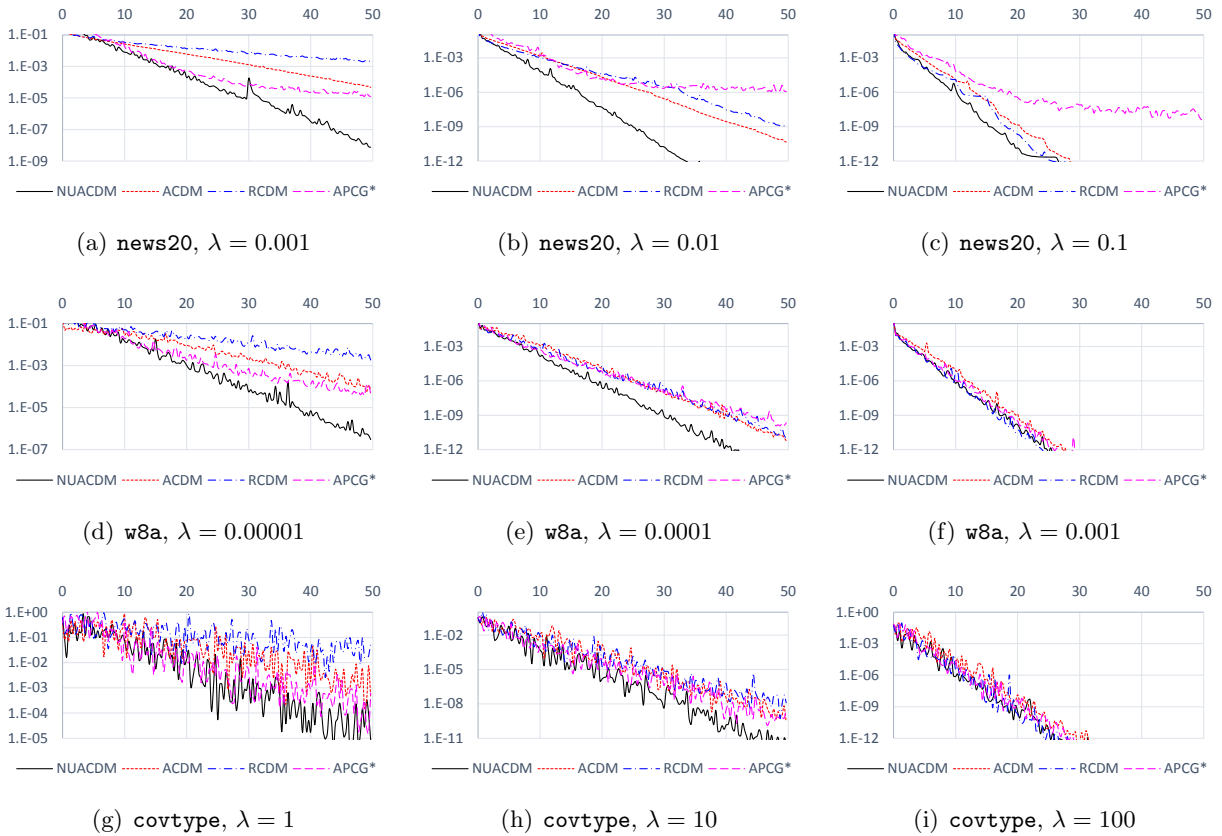 0 10 20 30 40 50
1.E-01
1.E-03
1.E-05
1.E-07
1.E-09
NUACDM ACDM RCDM APCG*
(a) news20, λ = 0.001
0 10 20 30 40 50
1.E-03
1.E-06
1.E-09
1.E-12
NUACDM ACDM RCDM APCG*
(b) news20, λ = 0.01
0 10 20 30 40 50
1.E-03
1.E-06
1.E-09
1.E-12
NUACDM ACDM RCDM APCG*
(c) news20, λ = 0.1
0 10 20 30 40 50
1.E-01
1.E-03
1.E-05
1.E-07
NUACDM ACDM RCDM APCG*
(d) w8a, λ = 0.00001
0 10 20 30 40 50
1.E-03
1.E-06
1.E-09
1.E-12
NUACDM ACDM RCDM APCG*
(e) w8a, λ = 0.0001
0 10 20 30 40 50
1.E-03
1.E-06
1.E-09
1.E-12
NUACDM ACDM RCDM APCG*
(f) w8a, λ = 0.001
0 10 20 30 40 50
1.E+00
1.E-01
1.E-02
1.E-03
1.E-04
1.E-05
NUACDM ACDM RCDM APCG*
(g) covtype, λ = 1
0 10 20 30 40 50
1.E-02
1.E-05
1.E-08
1.E-11
NUACDM ACDM RCDM APCG*
(h) covtype, λ = 10
0 10 20 30 40 50
1.E+00
1.E-03
1.E-06
1.E-09
1.E-12
NUACDM ACDM RCDM APCG*
(i) covtype, λ = 100